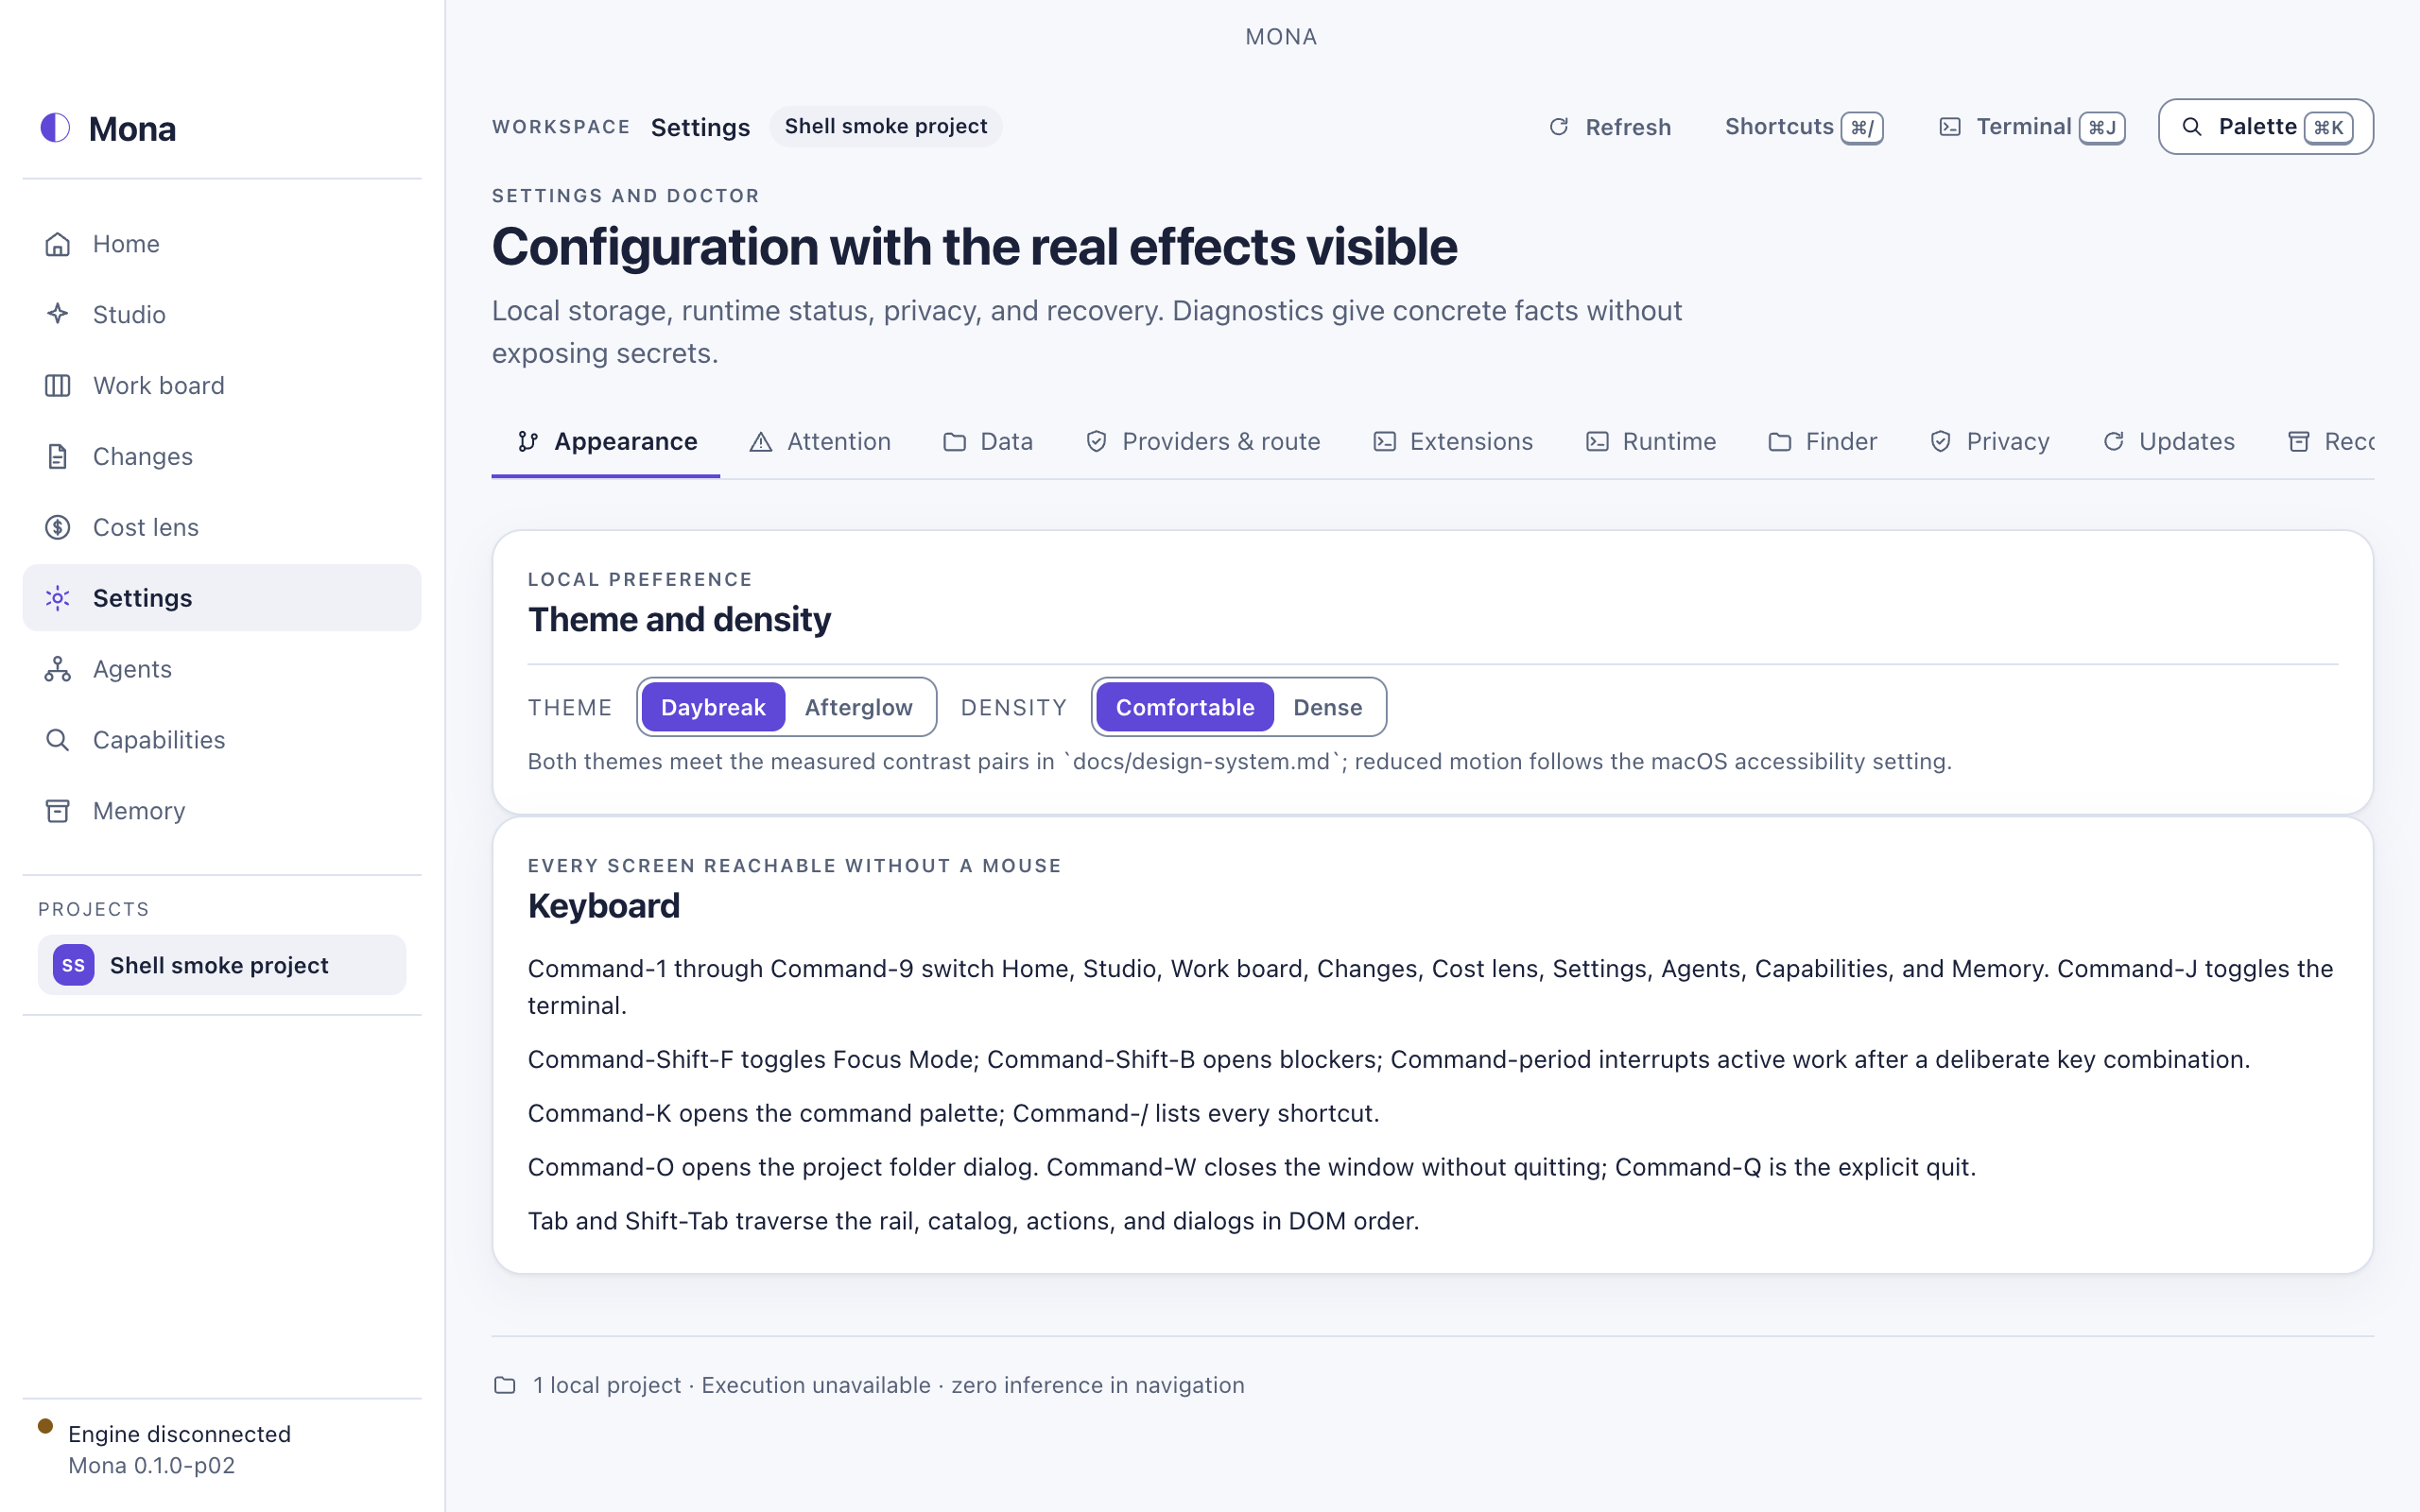 MONA
Mona
Home
Studio
Work board
Changes
Cost lens
Settings
Agents
Capabilities
Memory
PROJECTS
SS Shell smoke project
Engine disconnected
Mona 0.1.0-p02
WORKSPACE Settings Shell smoke project Refresh Shortcuts ⌘/ Terminal ⌘J Palette ⌘K
SETTINGS AND DOCTOR
Configuration with the real effects visible
Local storage, runtime status, privacy, and recovery. Diagnostics give concrete facts without
exposing secrets.
Appearance Attention Data Providers & route Extensions Runtime Finder Privacy Updates Reco
LOCAL PREFERENCE
Theme and density
THEME Daybreak Afterglow DENSITY Comfortable Dense
Both themes meet the measured contrast pairs in `docs/design-system.md`; reduced motion follows the macOS accessibility setting.
EVERY SCREEN REACHABLE WITHOUT A MOUSE
Keyboard
Command-1 through Command-9 switch Home, Studio, Work board, Changes, Cost lens, Settings, Agents, Capabilities, and Memory. Command-J toggles the
terminal.
Command-Shift-F toggles Focus Mode; Command-Shift-B opens blockers; Command-period interrupts active work after a deliberate key combination.
Command-K opens the command palette; Command-/ lists every shortcut.
Command-O opens the project folder dialog. Command-W closes the window without quitting; Command-Q is the explicit quit.
Tab and Shift-Tab traverse the rail, catalog, actions, and dialogs in DOM order.
1 local project · Execution unavailable · zero inference in navigation